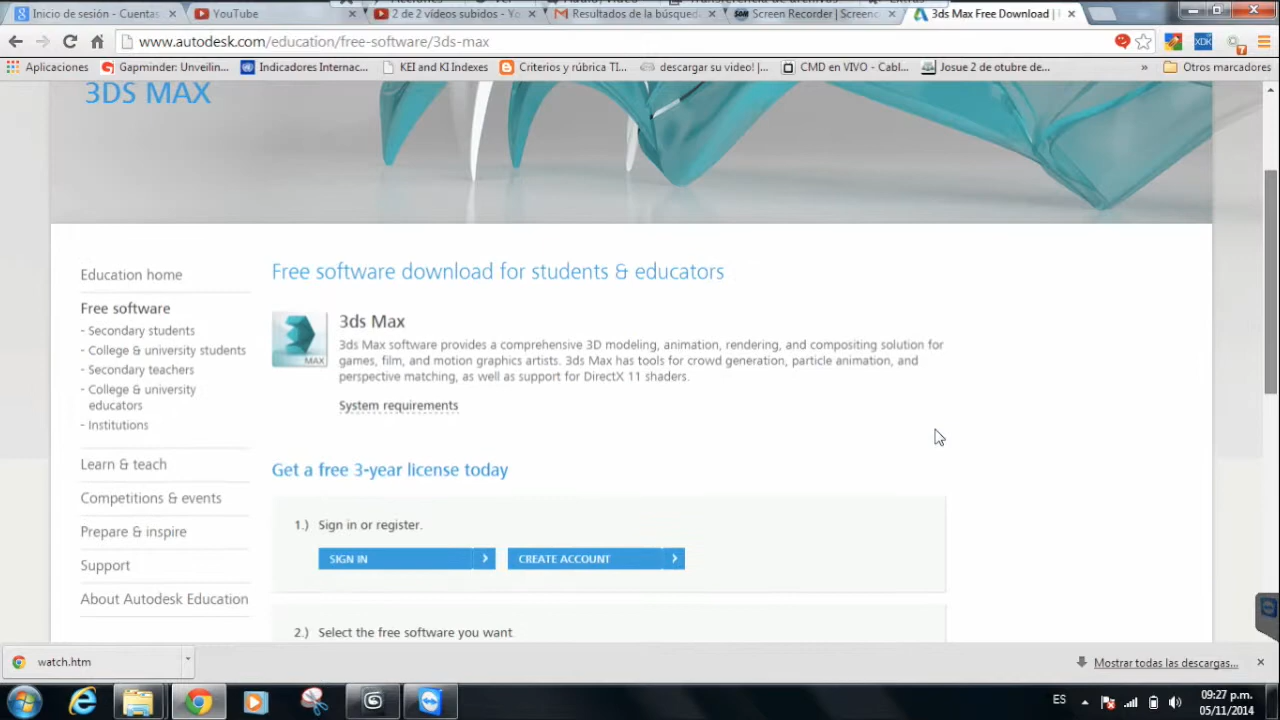 Inicio de sesión - Cuentas
YouTube
2 de 2 vídeos subidos - Yo
Resultados de la búsqued
Screen Recorder | Screenc
3ds Max Free Download |
www.autodesk.com/education/free-software/3ds-max
Aplicaciones
Gapminder: Unveilin...
Indicadores Internac...
KEI and KI Indexes
Criterios y rúbrica TI...
descargar su video! |...
CMD en VIVO - Cabl...
Josue 2 de otubre de...
»
Otros marcadores
3DS MAX
Education home
Free software
- Secondary students
- College & university students
- Secondary teachers
- College & university
educators
- Institutions
Learn & teach
Competitions & events
Prepare & inspire
Support
About Autodesk Education
Free software download for students & educators
MAX
3ds Max
3ds Max software provides a comprehensive 3D modeling, animation, rendering, and compositing solution for
games, film, and motion graphics artists. 3ds Max has tools for crowd generation, particle animation, and
perspective matching, as well as support for DirectX 11 shaders.
System requirements
Get a free 3-year license today
1.) Sign in or register.
SIGN IN
CREATE ACCOUNT
2.) Select the free software you want
watch.htm
Mostrar todas las descargas...
ES
09:27 p.m.
05/11/2014